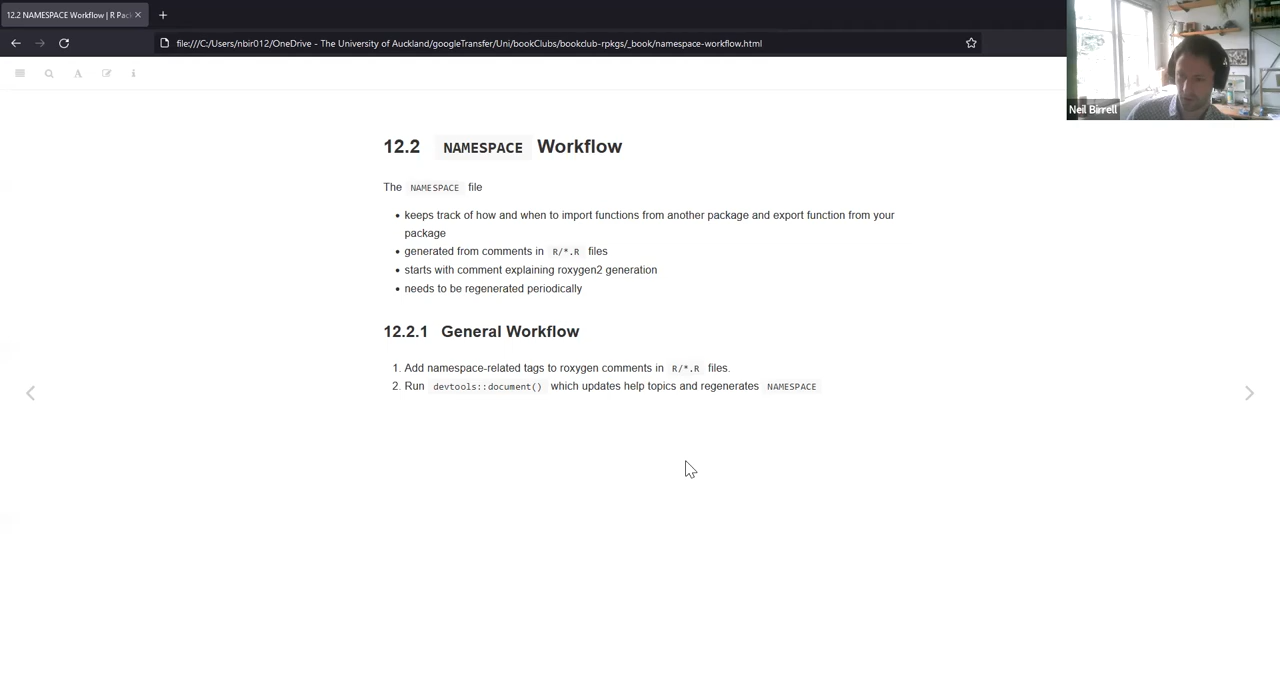 12.2 NAMESPACE Workflow | R Pac
file:///C:/Users/nbir012/OneDrive - The University of Auckland/googleTransfer/Uni/bookClubs/bookclub-rpkgs/_book/namespace-workflow.html
Neil Birrell
12.2 NAMESPACE Workflow
The NAMESPACE file
• keeps track of how and when to import functions from another package and export function from your
package
• generated from comments in R/*.R files
• starts with comment explaining roxygen2 generation
• needs to be regenerated periodically
12.2.1 General Workflow
1. Add namespace-related tags to roxygen comments in R/*.R files.
2. Run devtools::document() which updates help topics and regenerates NAMESPACE